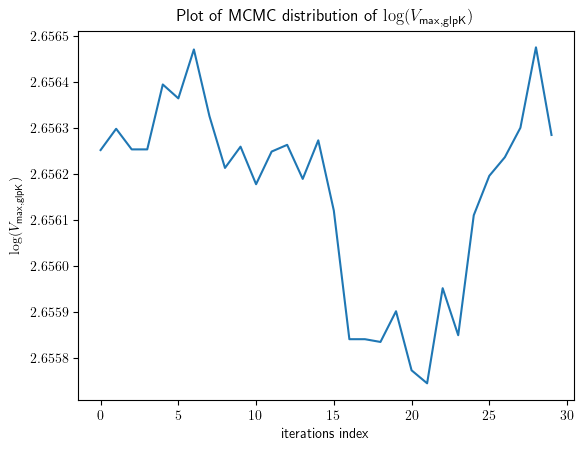 Plot of MCMC distribution of log(V_max,glpK)
2.6565
2.6564
2.6563
2.6562
2.6561
2.6560
2.6559
2.6558
log(V_max,glpK)
0 5 10 15 20 25 30
iterations index